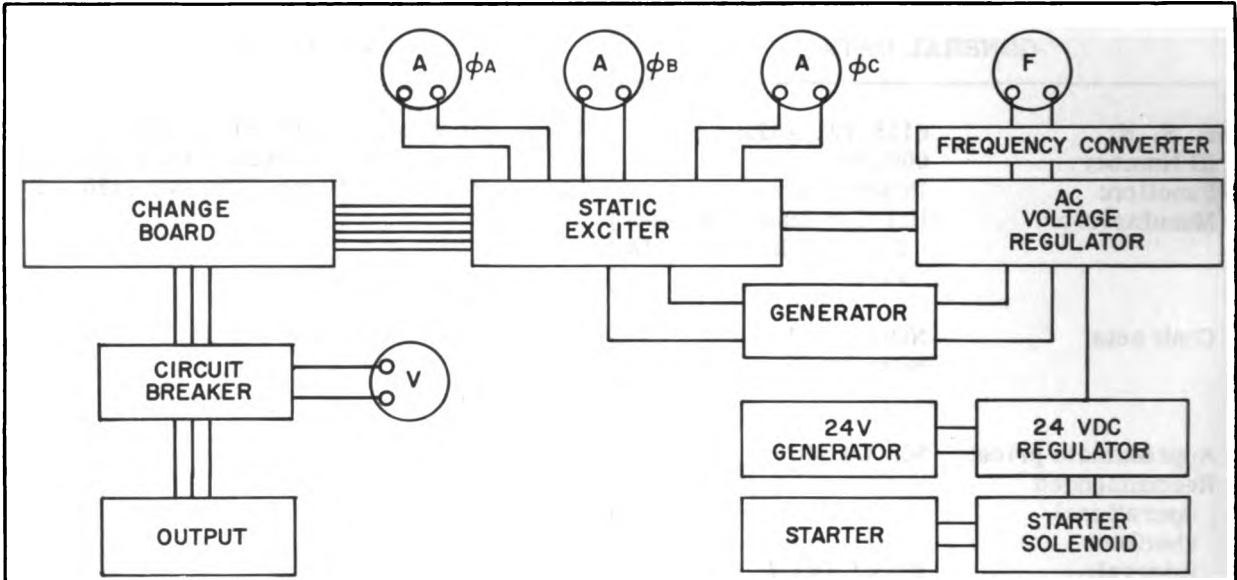 A φA A φB A φC F
FREQUENCY CONVERTER
CHANGE
BOARD
STATIC
EXCITER
AC
VOLTAGE
REGULATOR
GENERATOR
CIRCUIT
BREAKER
V
24V
GENERATOR
24 VDC
REGULATOR
OUTPUT
STARTER
STARTER
SOLENOID